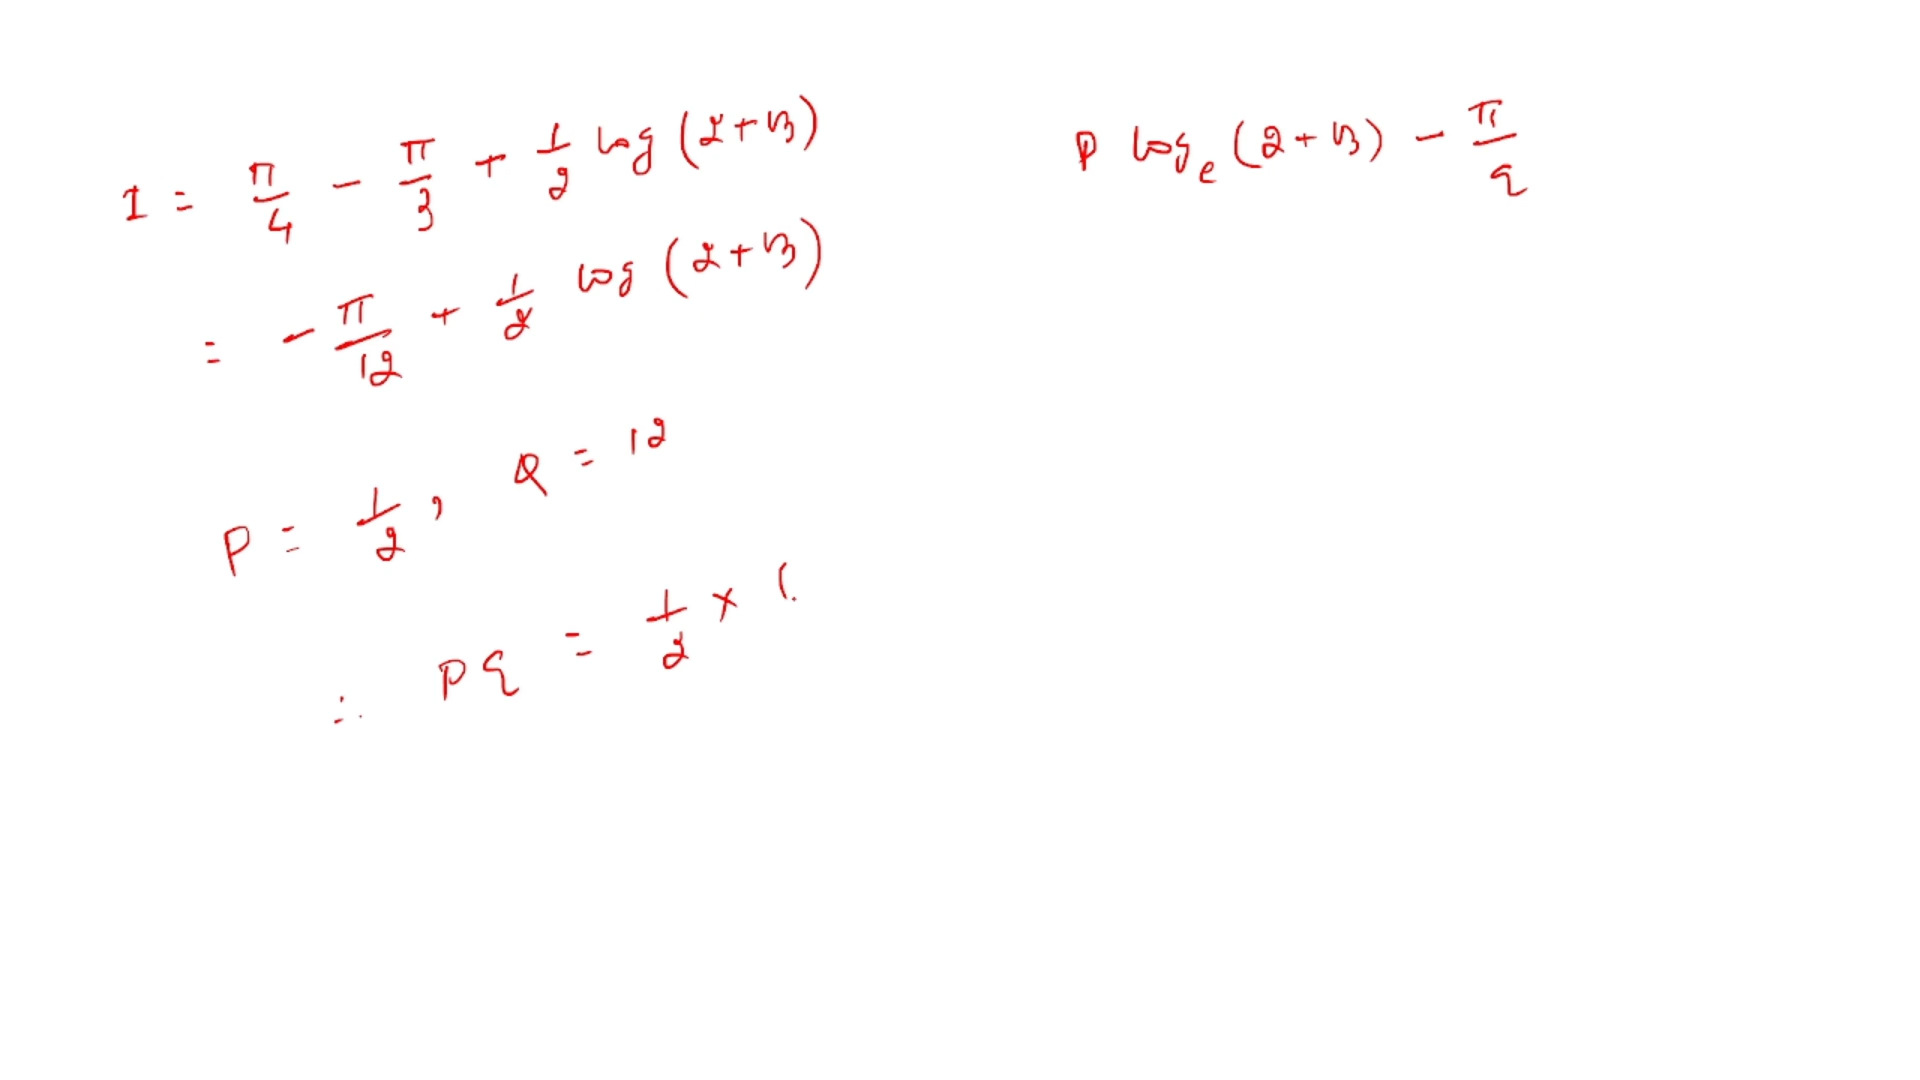 I = π/4 - π/3 + 1/2 log (2+√3)
= - π/12 + 1/2 log (2+√3)
P = 1/2, Q = 12
∴ pq = 1/2 × (.
p log_e (2+√3) - π/q